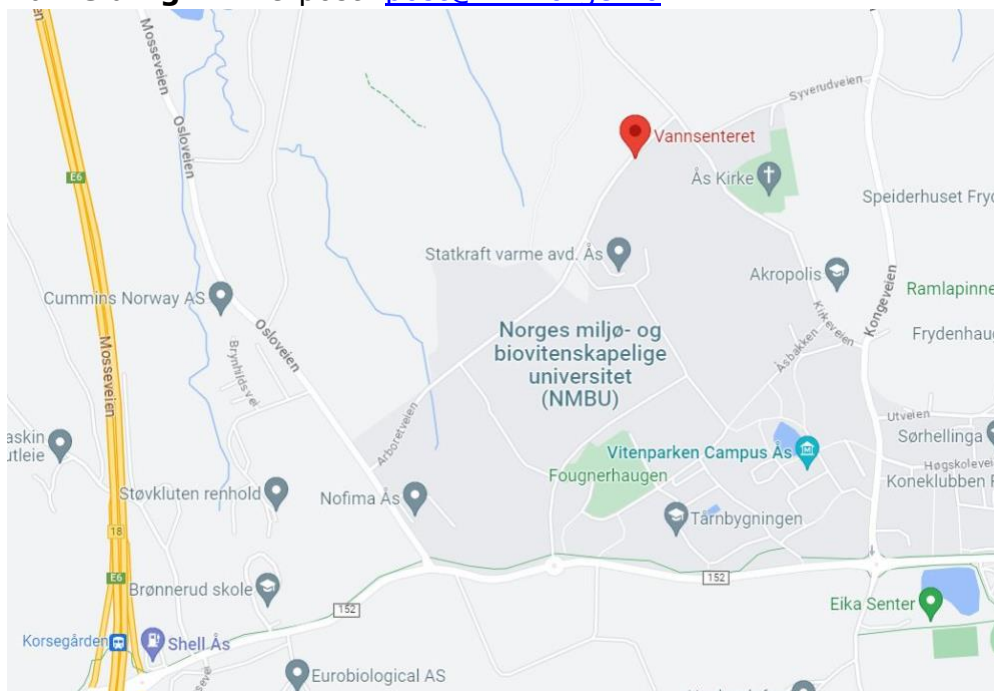 Mosseveien
Osloveien
Syverudveien
Vannsenteret
Ås Kirke
E6
Speiderhuset Fryd
Statkraft varme avd. Ås
Akropolis
Kongeveien
Ramlapinne
Cummins Norway AS
Osloveien
Mosseveien
Brynhildsvei
Norges miljø- og
biovitenskapelige
universitet
(NMBU)
Kirkeveien
Frydenhaug
Åsbakken
Arboretveien
Utveien
askin
utleie
Vitenparken Campus Ås
Sørhellinga
Fougnerhaugen
Høgskolevei
Koneklubben
Støvkluten renhold
Nofima Ås
Tårnbygningen
18
E6
152
Brønnerud skole
152
Eika Senter
Korsegården
Shell Ås
Eurobiological AS